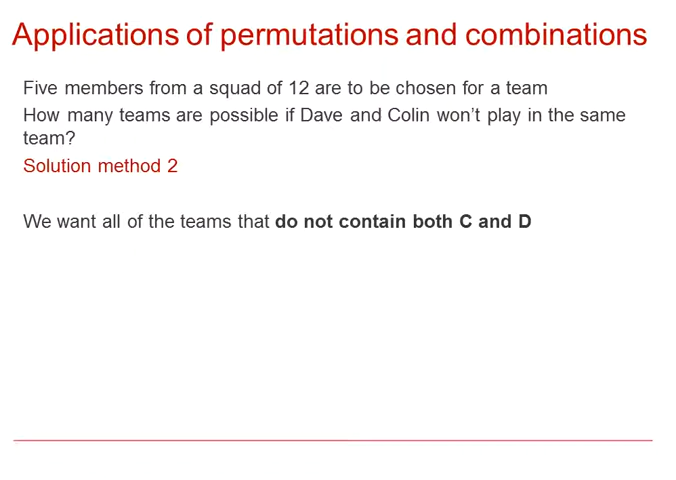 Applications of permutations and combinations
Five members from a squad of 12 are to be chosen for a team
How many teams are possible if Dave and Colin won’t play in the same
team?
Solution method 2
We want all of the teams that do not contain both C and D